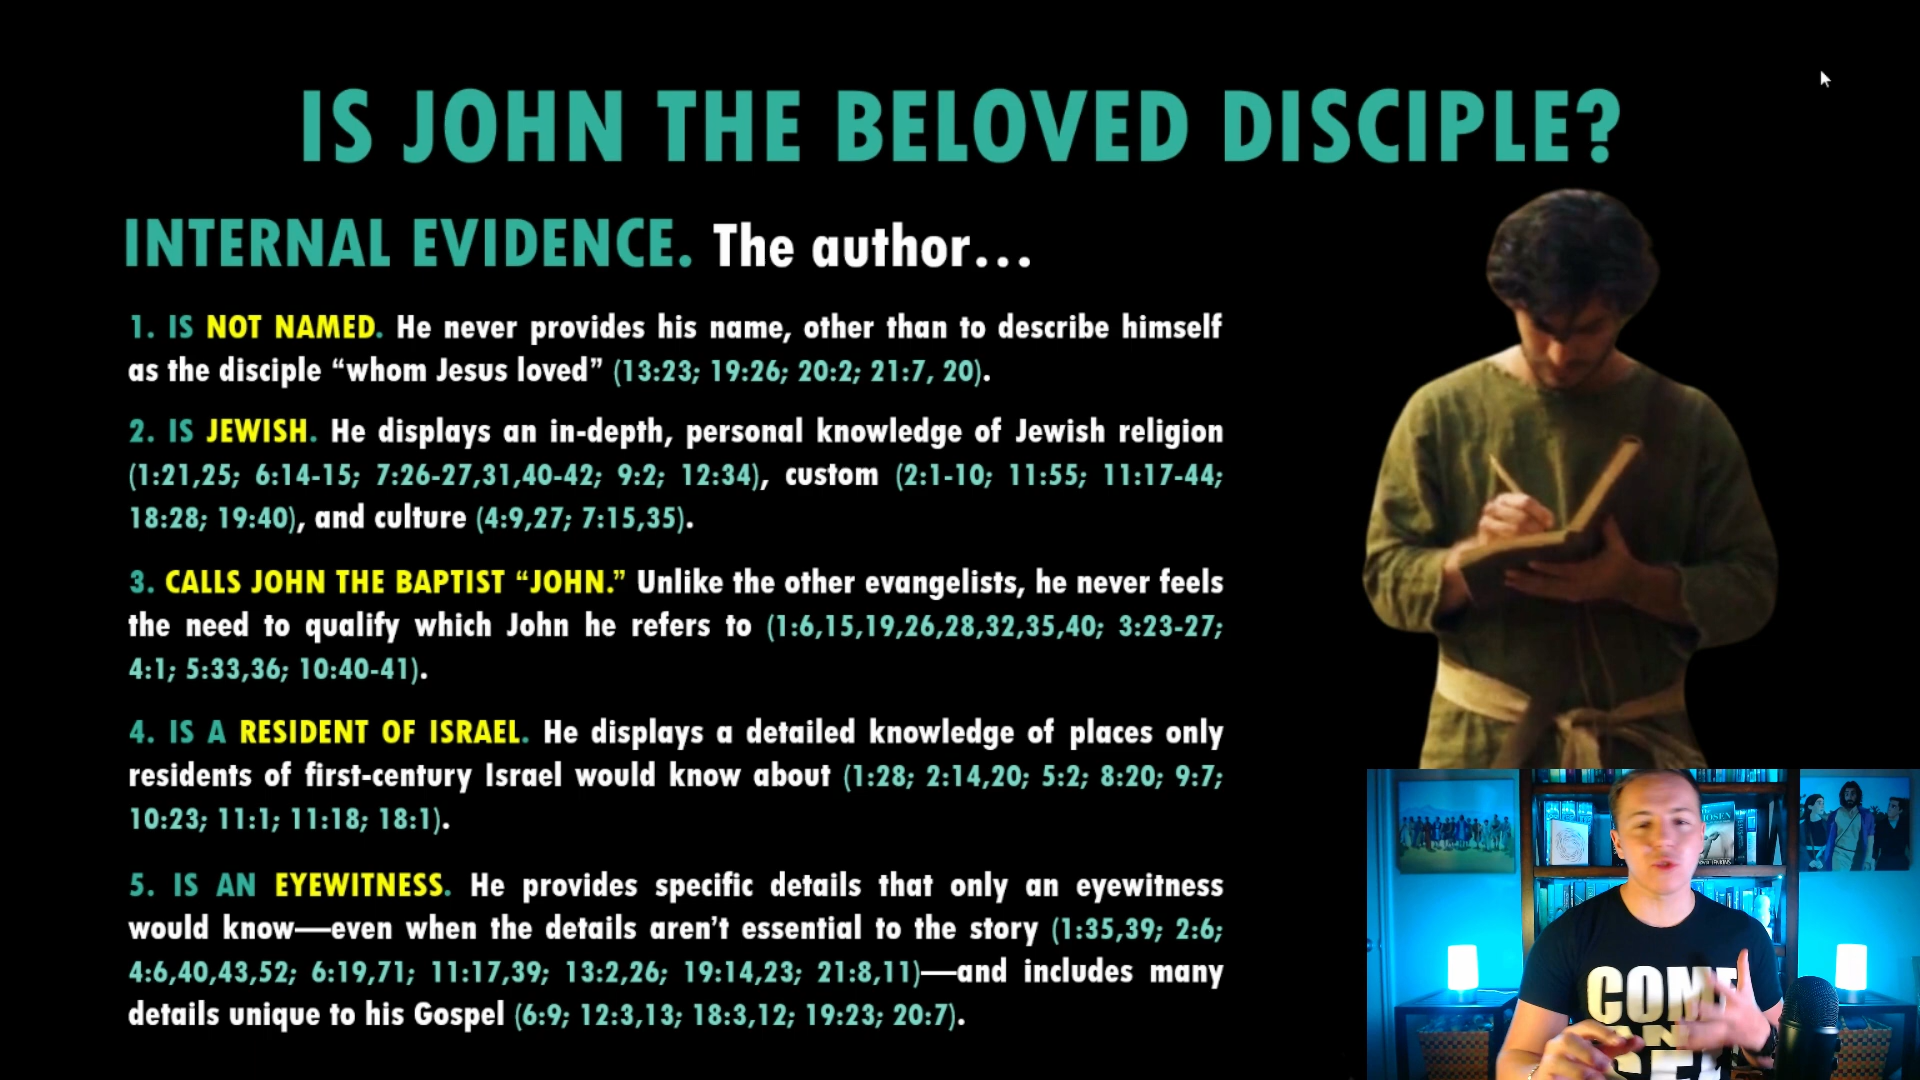 IS JOHN THE BELOVED DISCIPLE?
INTERNAL EVIDENCE. The author…
1. IS NOT NAMED. He never provides his name, other than to describe himself
as the disciple “whom Jesus loved” (13:23; 19:26; 20:2; 21:7, 20).
2. IS JEWISH. He displays an in-depth, personal knowledge of Jewish religion
(1:21,25; 6:14-15; 7:26-27,31,40-42; 9:2; 12:34), custom (2:1-10; 11:55; 11:17-44;
18:28; 19:40), and culture (4:9,27; 7:15,35).
3. CALLS JOHN THE BAPTIST “JOHN.” Unlike the other evangelists, he never feels
the need to qualify which John he refers to (1:6,15,19,26,28,32,35,40; 3:23-27;
4:1; 5:33,36; 10:40-41).
4. IS A RESIDENT OF ISRAEL. He displays a detailed knowledge of places only
residents of first-century Israel would know about (1:28; 2:14,20; 5:2; 8:20; 9:7;
10:23; 11:1; 11:18; 18:1).
5. IS AN EYEWITNESS. He provides specific details that only an eyewitness
would know—even when the details aren’t essential to the story (1:35,39; 2:6;
4:6,40,43,52; 6:19,71; 11:17,39; 13:2,26; 19:14,23; 21:8,11)—and includes many
details unique to his Gospel (6:9; 12:3,13; 18:3,12; 19:23; 20:7).
COME
AN